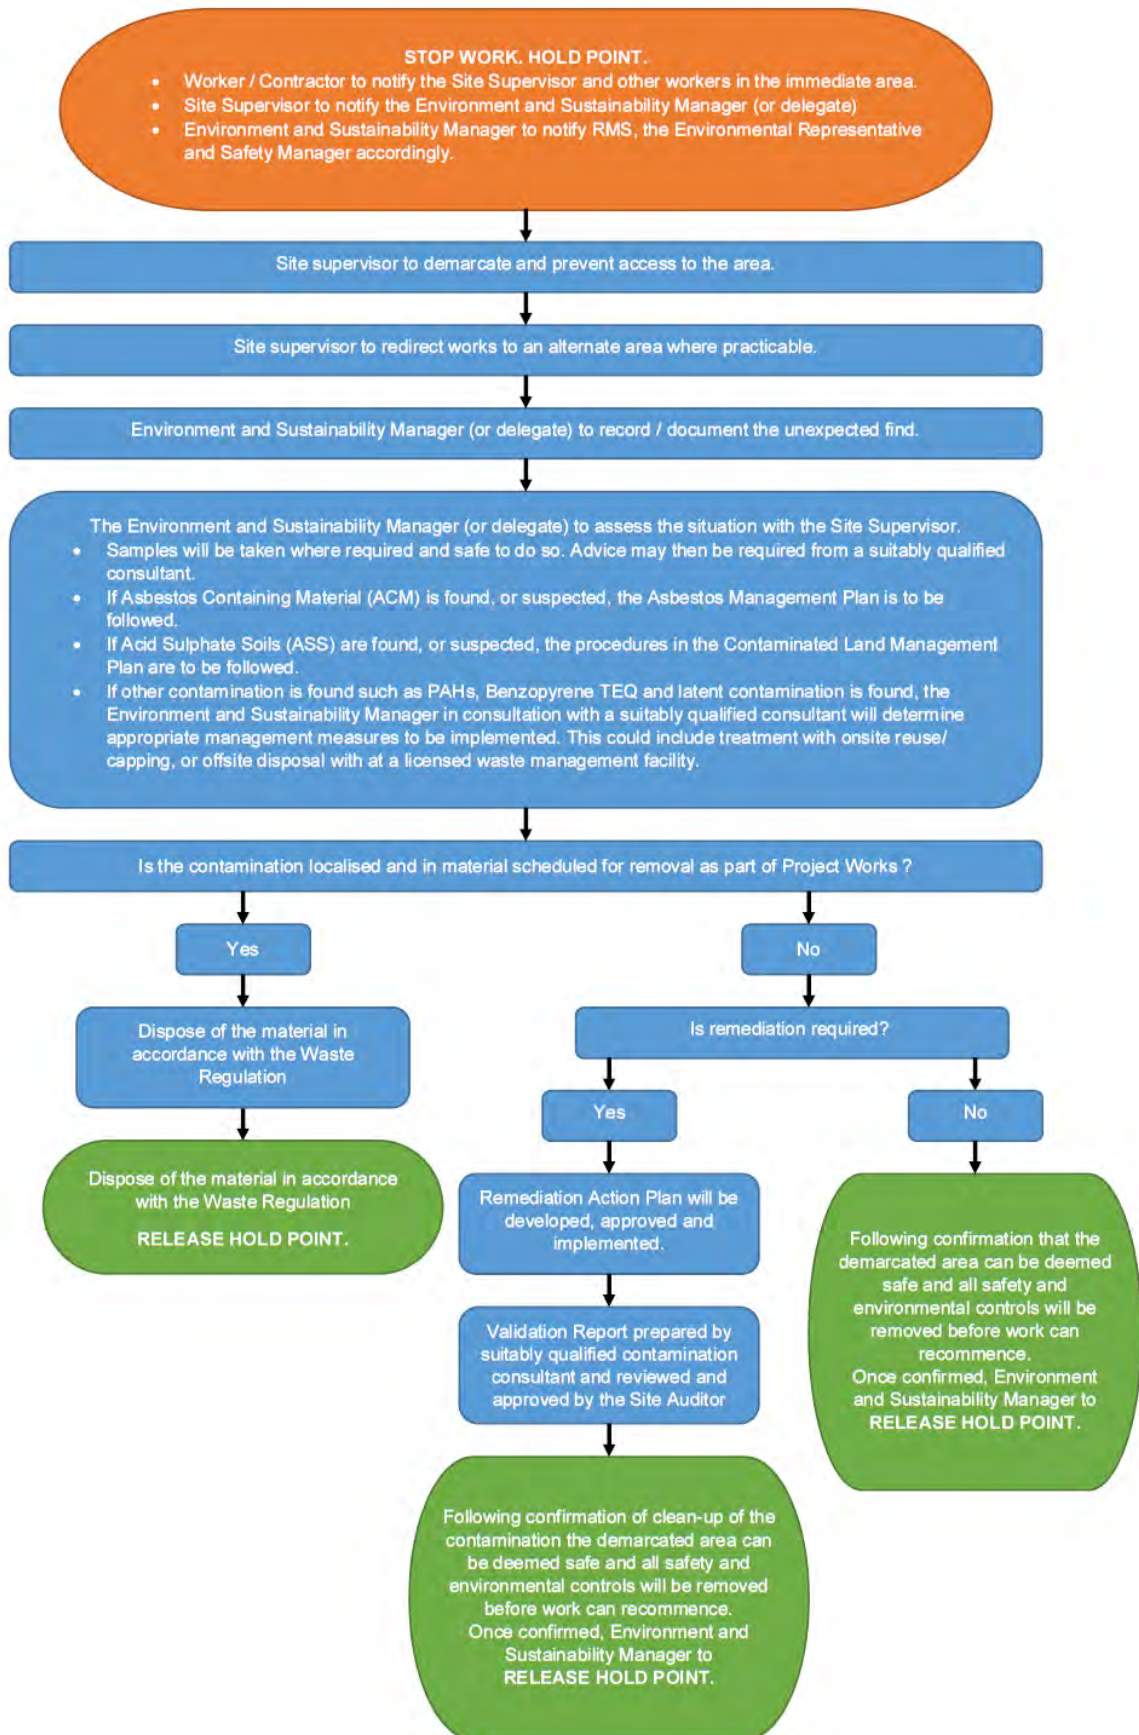 STOP WORK. HOLD POINT.
• Worker / Contractor to notify the Site Supervisor and other workers in the immediate area.
• Site Supervisor to notify the Environment and Sustainability Manager (or delegate)
• Environment and Sustainability Manager to notify RMS, the Environmental Representative
and Safety Manager accordingly.
Site supervisor to demarcate and prevent access to the area.
Site supervisor to redirect works to an alternate area where practicable.
Environment and Sustainability Manager (or delegate) to record / document the unexpected find.
The Environment and Sustainability Manager (or delegate) to assess the situation with the Site Supervisor.
• Samples will be taken where required and safe to do so. Advice may then be required from a suitably qualified
consultant.
• If Asbestos Containing Material (ACM) is found, or suspected, the Asbestos Management Plan is to be
followed.
• If Acid Sulphate Soils (ASS) are found, or suspected, the procedures in the Contaminated Land Management
Plan are to be followed.
• If other contamination is found such as PAHs, Benzopyrene TEQ and latent contamination is found, the
Environment and Sustainability Manager in consultation with a suitably qualified consultant will determine
appropriate management measures to be implemented. This could include treatment with onsite reuse/
capping, or offsite disposal with at a licensed waste management facility.
Is the contamination localised and in material scheduled for removal as part of Project Works ?
Yes
Dispose of the material in
accordance with the Waste
Regulation
Dispose of the material in accordance
with the Waste Regulation
RELEASE HOLD POINT.
No
Is remediation required?
Yes
Remediation Action Plan will be
developed, approved and
implemented.
Validation Report prepared by
suitably qualified contamination
consultant and reviewed and
approved by the Site Auditor
Following confirmation of clean-up of the
contamination the demarcated area can
be deemed safe and all safety and
environmental controls will be removed
before work can recommence.
Once confirmed, Environment and
Sustainability Manager to
RELEASE HOLD POINT.
No
Following confirmation that the
demarcated area can be deemed
safe and all safety and
environmental controls will be
removed before work can
recommence.
Once confirmed, Environment
and Sustainability Manager to
RELEASE HOLD POINT.